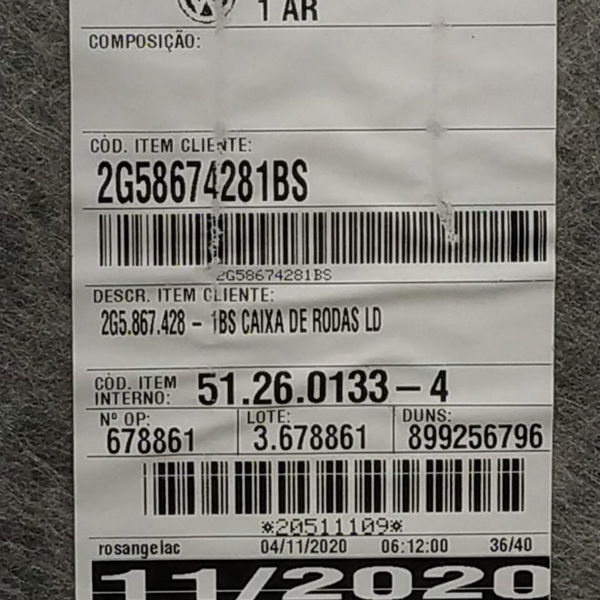 1 AR
COMPOSIÇÃO:
CÒD. ITEM CLIENTE:
2G58674281BS
2G58674281BS
DESCR. ITEM CLIENTE:
2G5.867.428 - 1BS CAIXA DE RODAS LD
CÒD. ITEM INTERNO: 51.26.0133-4
Nº OP: LOTE: DUNS:
678861 3.678861 899256796
*20511109*
rosangelac 04/11/2020 06:12:00 36/40
11/2020